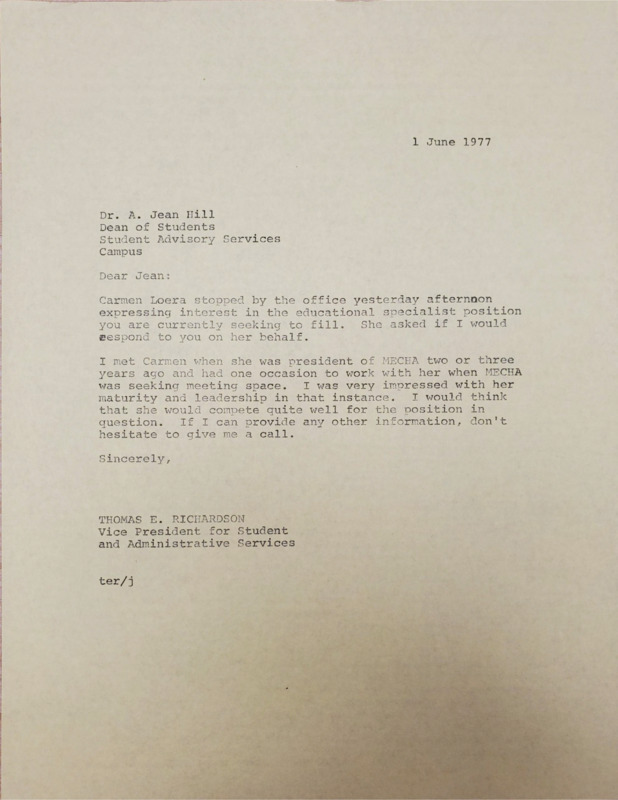 1 June 1977
Dr. A. Jean Hill
Dean of Students
Student Advisory Services
Campus
Dear Jean:
Carmen Loera stopped by the office yesterday afternoon
expressing interest in the educational specialist position
you are currently seeking to fill. She asked if I would
respond to you on her behalf.
I met Carmen when she was president of MECHA two or three
years ago and had one occasion to work with her when MECHA
was seeking meeting space. I was very impressed with her
maturity and leadership in that instance. I would think
that she would compete quite well for the position in
question. If I can provide any other information, don't
hesitate to give me a call.
Sincerely,
THOMAS E. RICHARDSON
Vice President for Student
and Administrative Services
ter/j